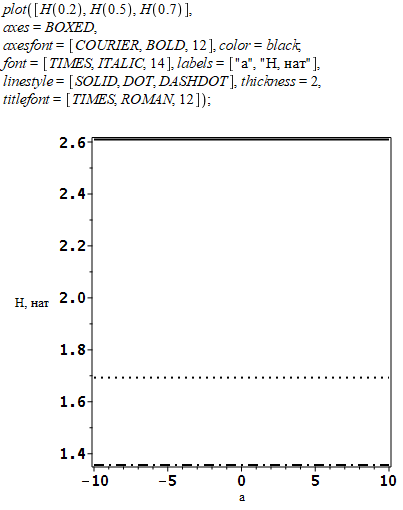 plot([H(0.2), H(0.5), H(0.7)],
axes = BOXED,
axesfont = [COURIER, BOLD, 12], color = black,
font = [TIMES, ITALIC, 14], labels = ["a", "H, нат"],
linestyle = [SOLID, DOT, DASHDOT], thickness = 2,
titlefont = [TIMES, ROMAN, 12]);
2.6
2.4
2.2
2.0
H, нат
1.8
1.6
1.4
-10 -5 0 5 10
a